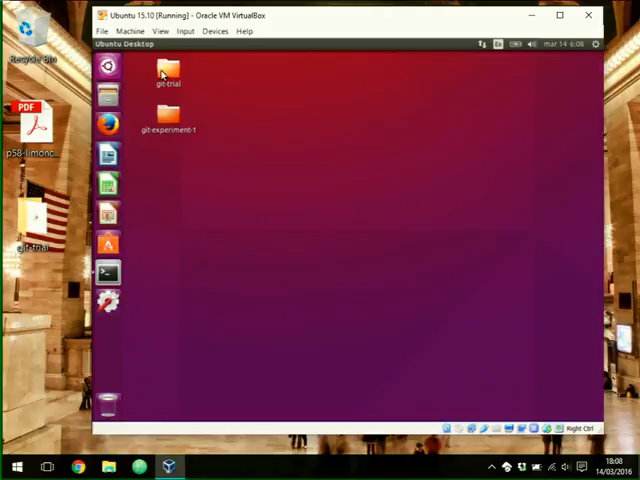 Ubuntu 15.10 [Running] - Oracle VM VirtualBox
File Machine View Input Devices Help
Ubuntu Desktop
En
mar 14 6:08
Recycle Bin
git-trial
git-experiment-1
PDF
p58-limonc...
git-trial
Right Ctrl
18:08
14/03/2016